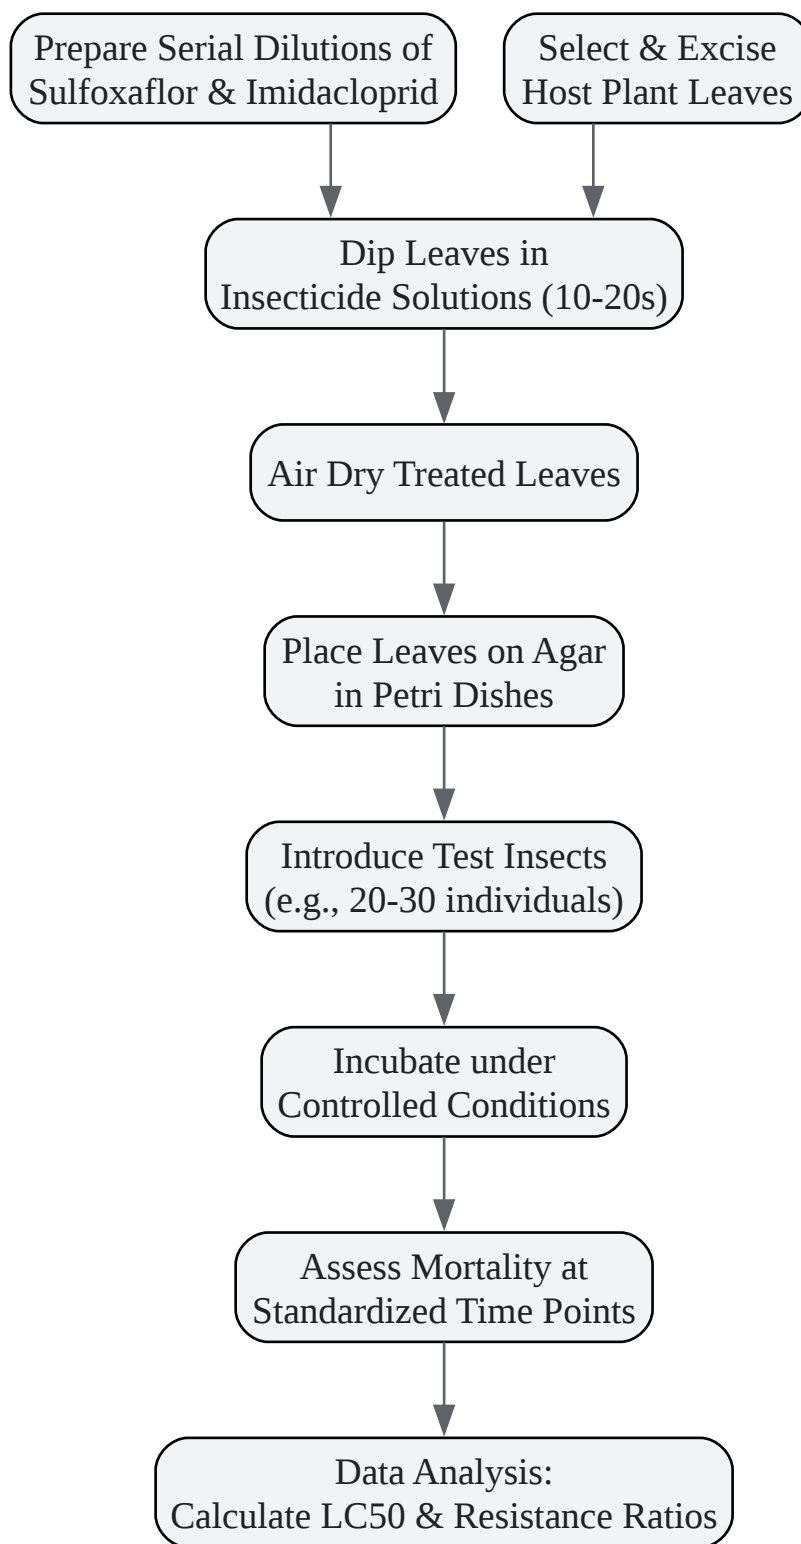 Prepare Serial Dilutions of
Sulfoxaflor & Imidacloprid
Select & Excise
Host Plant Leaves
Dip Leaves in
Insecticide Solutions (10-20s)
Air Dry Treated Leaves
Place Leaves on Agar
in Petri Dishes
Introduce Test Insects
(e.g., 20-30 individuals)
Incubate under
Controlled Conditions
Assess Mortality at
Standardized Time Points
Data Analysis:
Calculate LC50 & Resistance Ratios